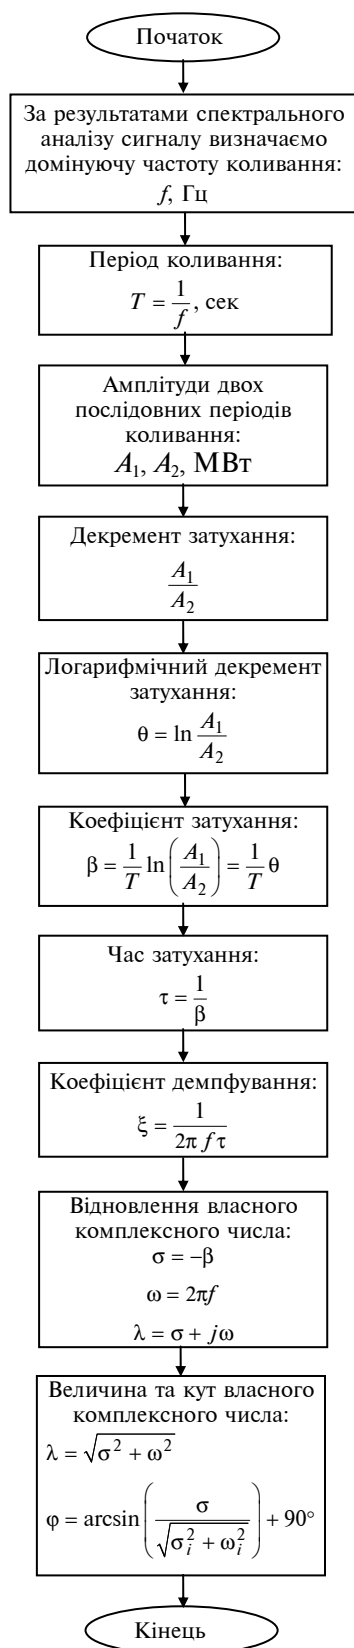 Початок
За результатами спектрального
аналізу сигналу визначаємо
домінуючу частоту коливання:
f, Гц
Період коливання:
T = 1/f, сек
Амплітуди двох
послідовних періодів
коливання:
A₁, A₂, МВт
Декремент затухання:
A₁/A₂
Логарифмічний декремент
затухання:
θ = ln A₁/A₂
Коефіцієнт затухання:
β = 1/T ln(A₁/A₂) = 1/T θ
Час затухання:
τ = 1/β
Коефіцієнт демпфування:
ξ = 1/(2π f τ)
Відновлення власного
комплексного числа:
σ = −β
ω = 2πf
λ = σ + jω
Величина та кут власного
комплексного числа:
λ = √(σ² + ω²)
φ = arcsin(σ/√(σᵢ² + ωᵢ²)) + 90°
Кінець